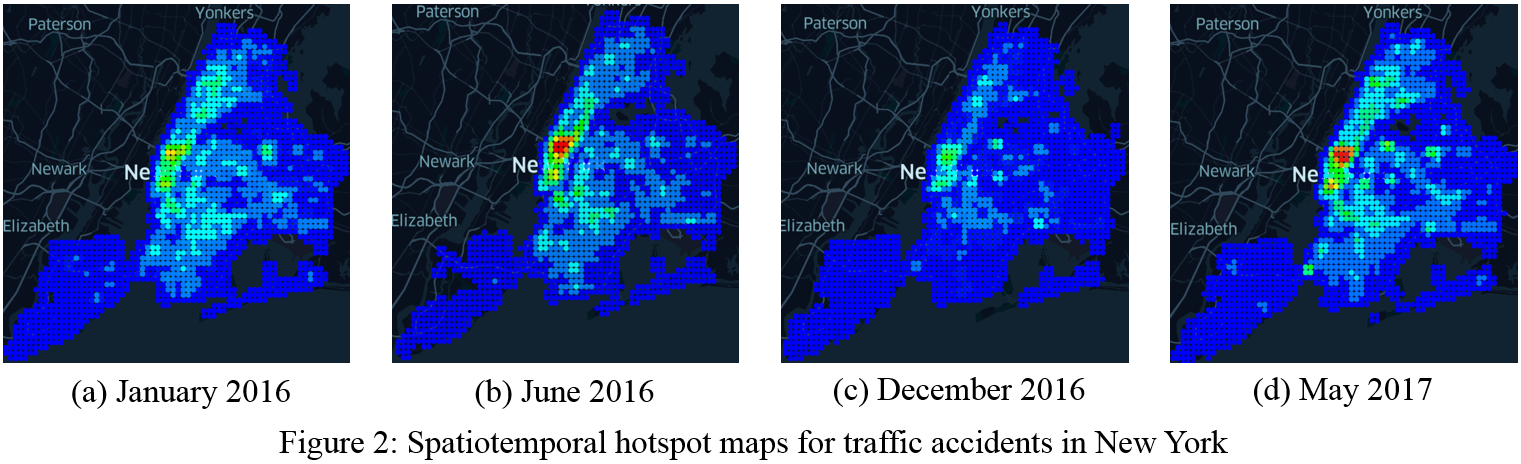 Paterson
Yonkers
Newark
Ne
Elizabeth
Paterson
Newark
Ne
Elizabeth
Paterson
Yonkers
Newark
Ne
Elizabeth
Paterson
Yonkers
Newark
Ne
Elizabeth
(a) January 2016
(b) June 2016
(c) December 2016
(d) May 2017
Figure 2: Spatiotemporal hotspot maps for traffic accidents in New York